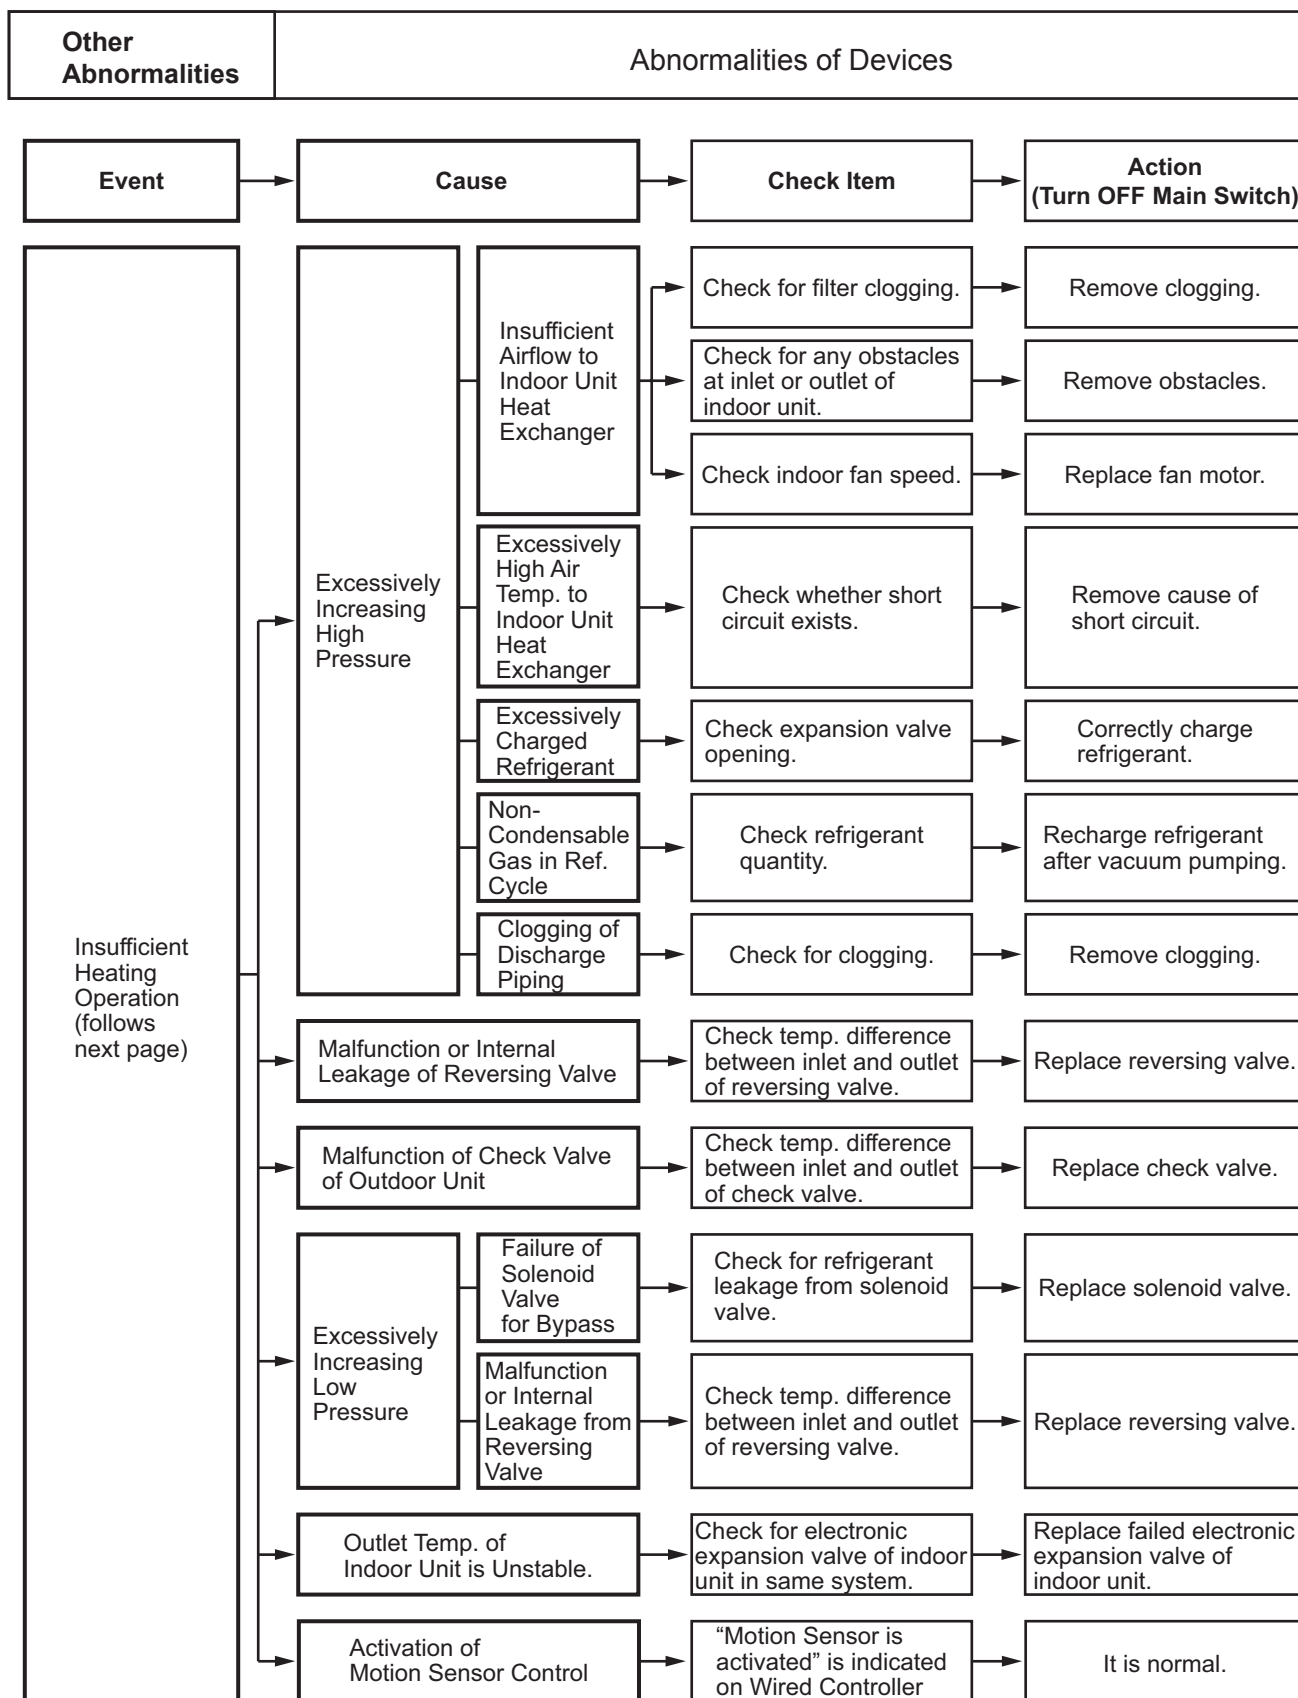 Other
Abnormalities
Abnormalities of Devices
Event
Cause
Check Item
Action
(Turn OFF Main Switch)
Insufficient
Heating
Operation
(follows
next page)
Excessively
Increasing
High
Pressure
Insufficient
Airflow to
Indoor Unit
Heat
Exchanger
Check for filter clogging.
Remove clogging.
Check for any obstacles
at inlet or outlet of
indoor unit.
Remove obstacles.
Check indoor fan speed.
Replace fan motor.
Excessively
High Air
Temp. to
Indoor Unit
Heat
Exchanger
Check whether short
circuit exists.
Remove cause of
short circuit.
Excessively
Charged
Refrigerant
Check expansion valve
opening.
Correctly charge
refrigerant.
Non-
Condensable
Gas in Ref.
Cycle
Check refrigerant
quantity.
Recharge refrigerant
after vacuum pumping.
Clogging of
Discharge
Piping
Check for clogging.
Remove clogging.
Malfunction or Internal
Leakage of Reversing Valve
Check temp. difference
between inlet and outlet
of reversing valve.
Replace reversing valve.
Malfunction of Check Valve
of Outdoor Unit
Check temp. difference
between inlet and outlet
of check valve.
Replace check valve.
Excessively
Increasing
Low
Pressure
Failure of
Solenoid
Valve
for Bypass
Check for refrigerant
leakage from solenoid
valve.
Replace solenoid valve.
Malfunction
or Internal
Leakage from
Reversing
Valve
Check temp. difference
between inlet and outlet
of reversing valve.
Replace reversing valve.
Outlet Temp. of
Indoor Unit is Unstable.
Check for electronic
expansion valve of indoor
unit in same system.
Replace failed electronic
expansion valve of
indoor unit.
Activation of
Motion Sensor Control
“Motion Sensor is
activated” is indicated
on Wired Controller
It is normal.